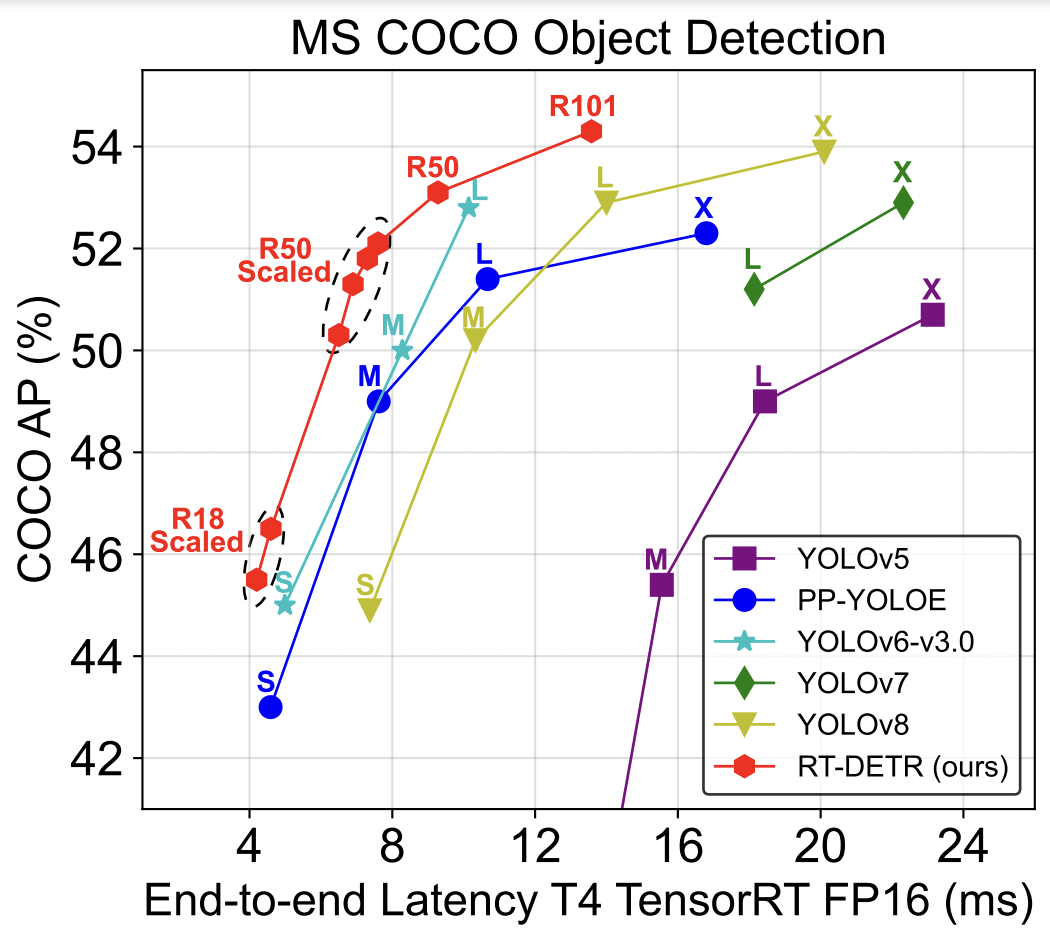 MS COCO Object Detection
COCO AP (%)
54
52
50
48
46
44
42
R101
R50
R50
Scaled
R18
Scaled
L
M
S
L
X
M
S
X
L
M
S
X
L
X
L
M
YOLOv5
PP-YOLOE
YOLOv6-v3.0
YOLOv7
YOLOv8
RT-DETR (ours)
4 8 12 16 20 24
End-to-end Latency T4 TensorRT FP16 (ms)